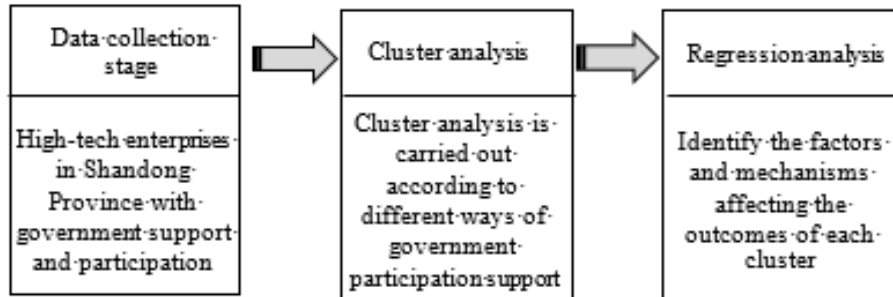 Data collection
stage
High-tech enterprises
in Shandong
Province with
government support
and participation
Cluster analysis
Cluster analysis is
carried out
according to
different ways of
government
participation support
Regression analysis
Identify the factors
and mechanisms
affecting the
outcomes of each
cluster